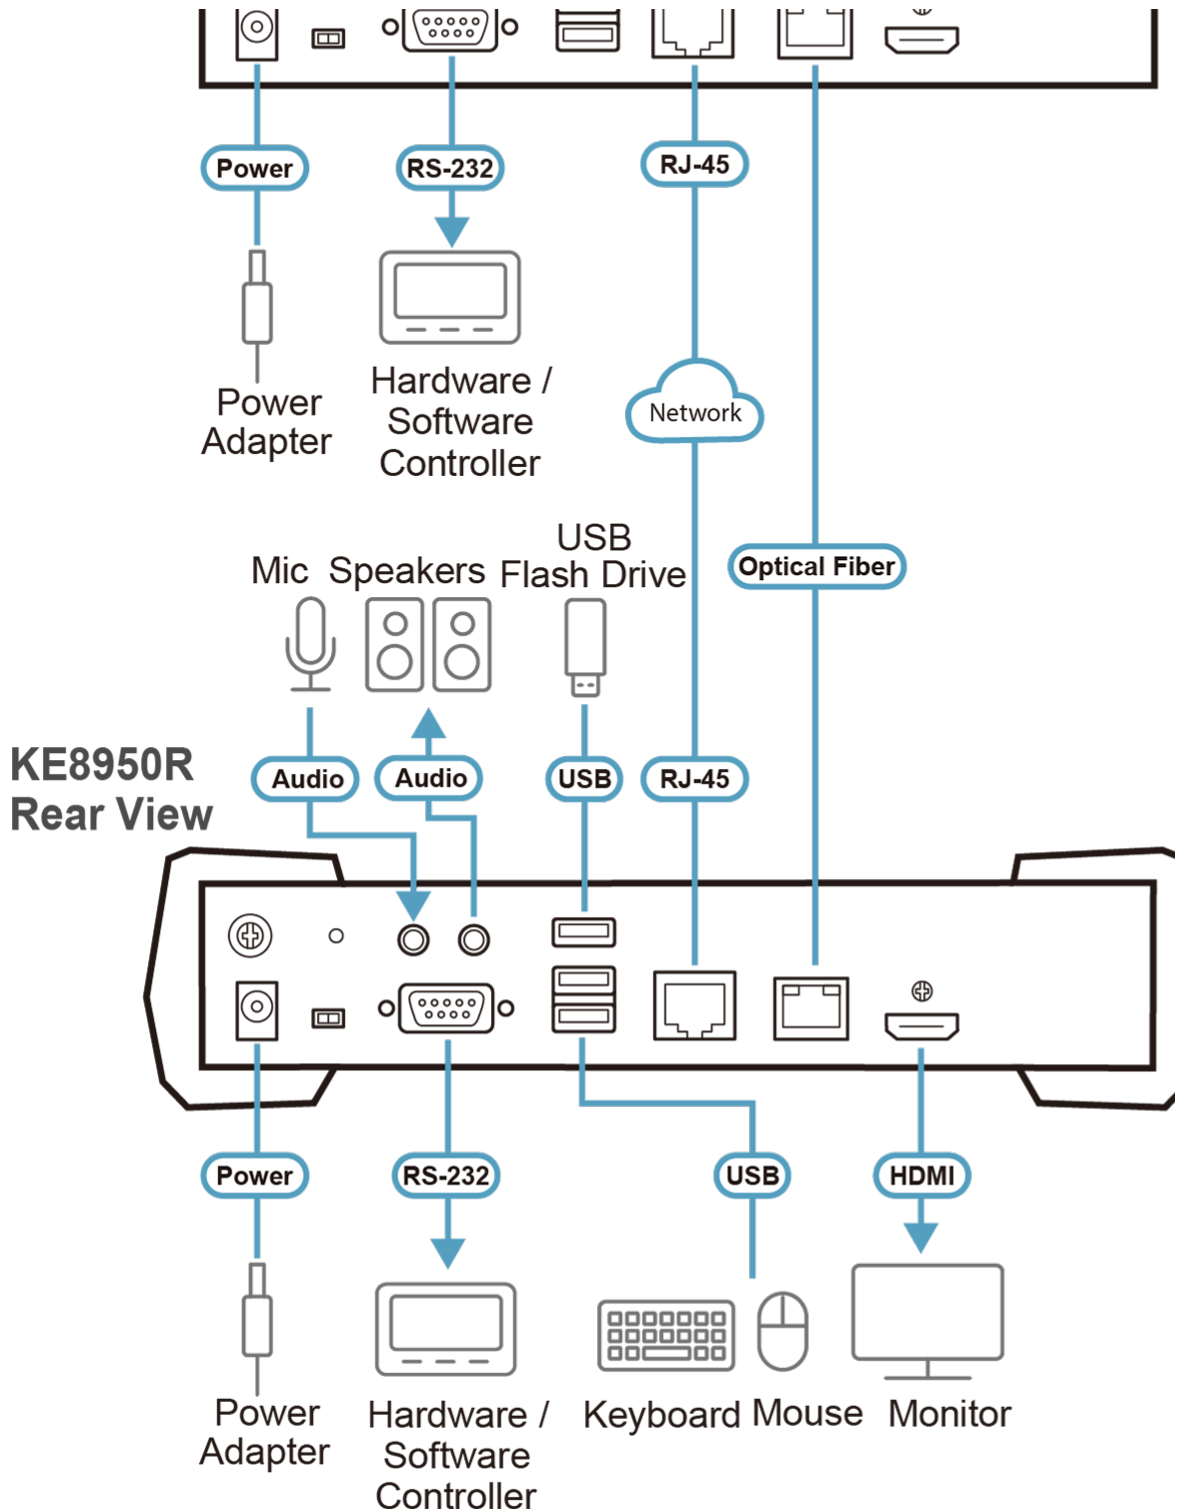 Power
RS-232
RJ-45
Power
Adapter
Hardware /
Software
Controller
Network
Optical Fiber
Mic
Speakers
USB
Flash Drive
KE8950R
Rear View
Audio
Audio
USB
RJ-45
Power
RS-232
USB
HDMI
Power
Adapter
Hardware /
Software
Controller
Keyboard
Mouse
Monitor